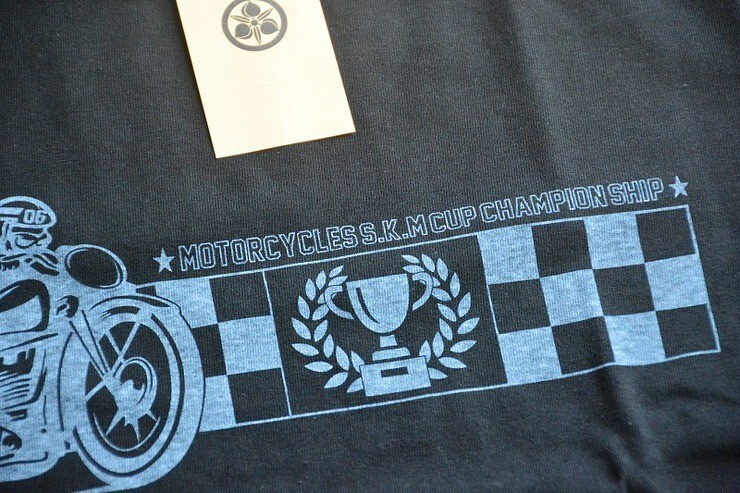 ★MOTORCYCLES S.K.M CUP CHAMPION SHIP★
06